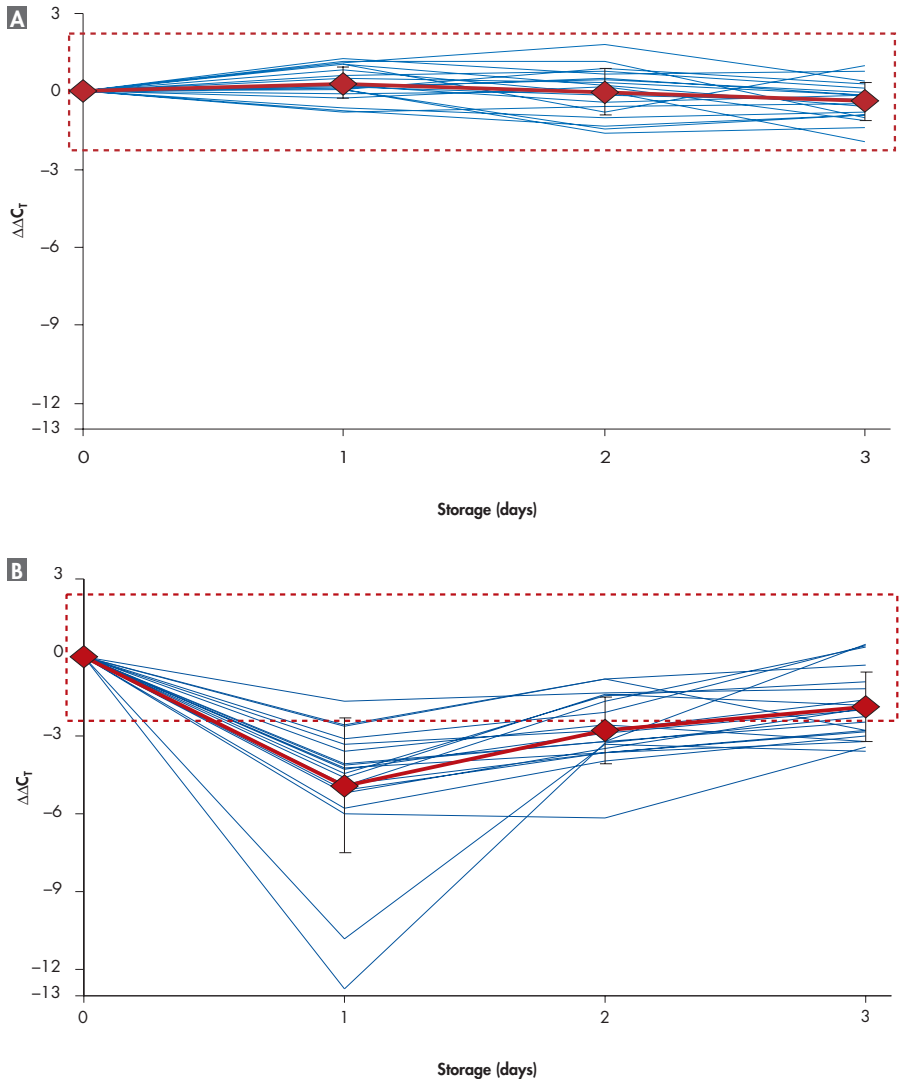 A
3
0
−3
−6
−9
−12
−13
ΔΔCT
0 1 2 3
Storage (days)
B
3
0
−3
−6
−9
−12
−13
ΔΔCT
0 1 2 3
Storage (days)